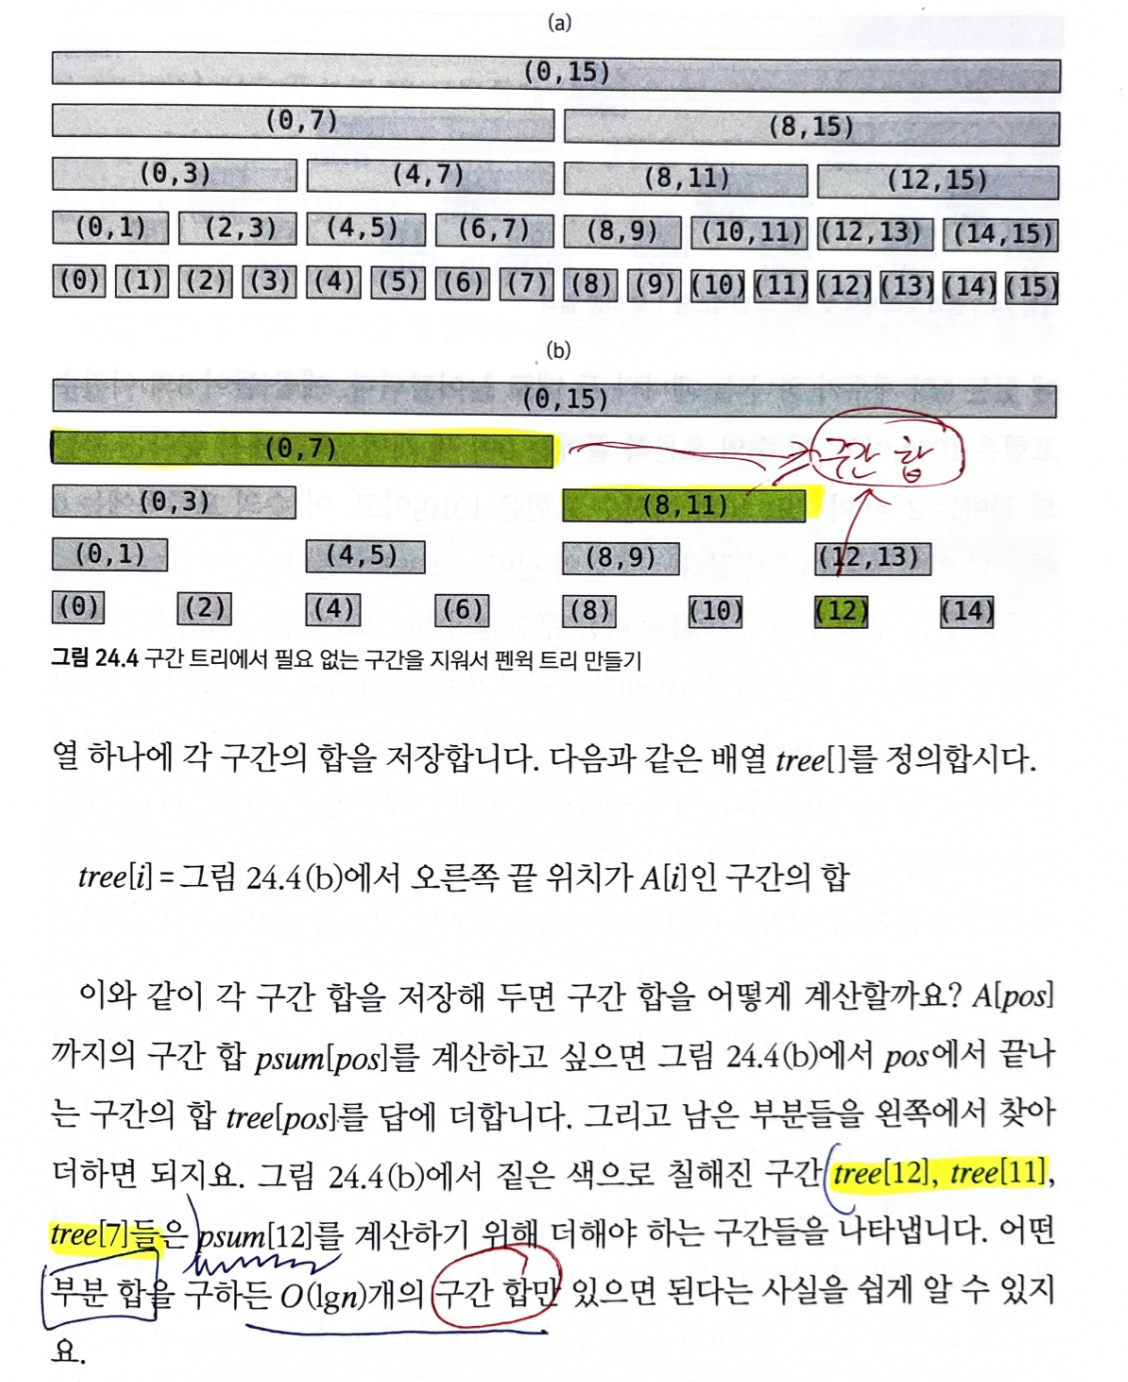 (a)
(0,15)
(0,7) (8,15)
(0,3) (4,7) (8,11) (12,15)
(0,1) (2,3) (4,5) (6,7) (8,9) (10,11) (12,13) (14,15)
(0) (1) (2) (3) (4) (5) (6) (7) (8) (9) (10) (11) (12) (13) (14) (15)
(b)
(0,15)
(0,7) 구간 합
(0,3) (8,11)
(0,1) (4,5) (8,9) (12,13)
(0) (2) (4) (6) (8) (10) (12) (14)
그림 24.4 구간 트리에서 필요 없는 구간을 지워서 펜윅 트리 만들기
열 하나에 각 구간의 합을 저장합니다. 다음과 같은 배열 tree[]를 정의합시다.
tree[i] = 그림 24.4(b)에서 오른쪽 끝 위치가 A[i]인 구간의 합
이와 같이 각 구간 합을 저장해 두면 구간 합을 어떻게 계산할까요? A[pos]
까지의 구간 합 psum[pos]를 계산하고 싶으면 그림 24.4(b)에서 pos에서 끝나
는 구간의 합 tree[pos]를 답에 더합니다. 그리고 남은 부분들을 왼쪽에서 찾아
더하면 되지요. 그림 24.4(b)에서 짙은 색으로 칠해진 구간 tree[12], tree[11],
tree[7]들은 psum[12]를 계산하기 위해 더해야 하는 구간들을 나타냅니다. 어떤
부분 합을 구하든 O(lgn)개의 구간 합만 있으면 된다는 사실을 쉽게 알 수 있지
요.